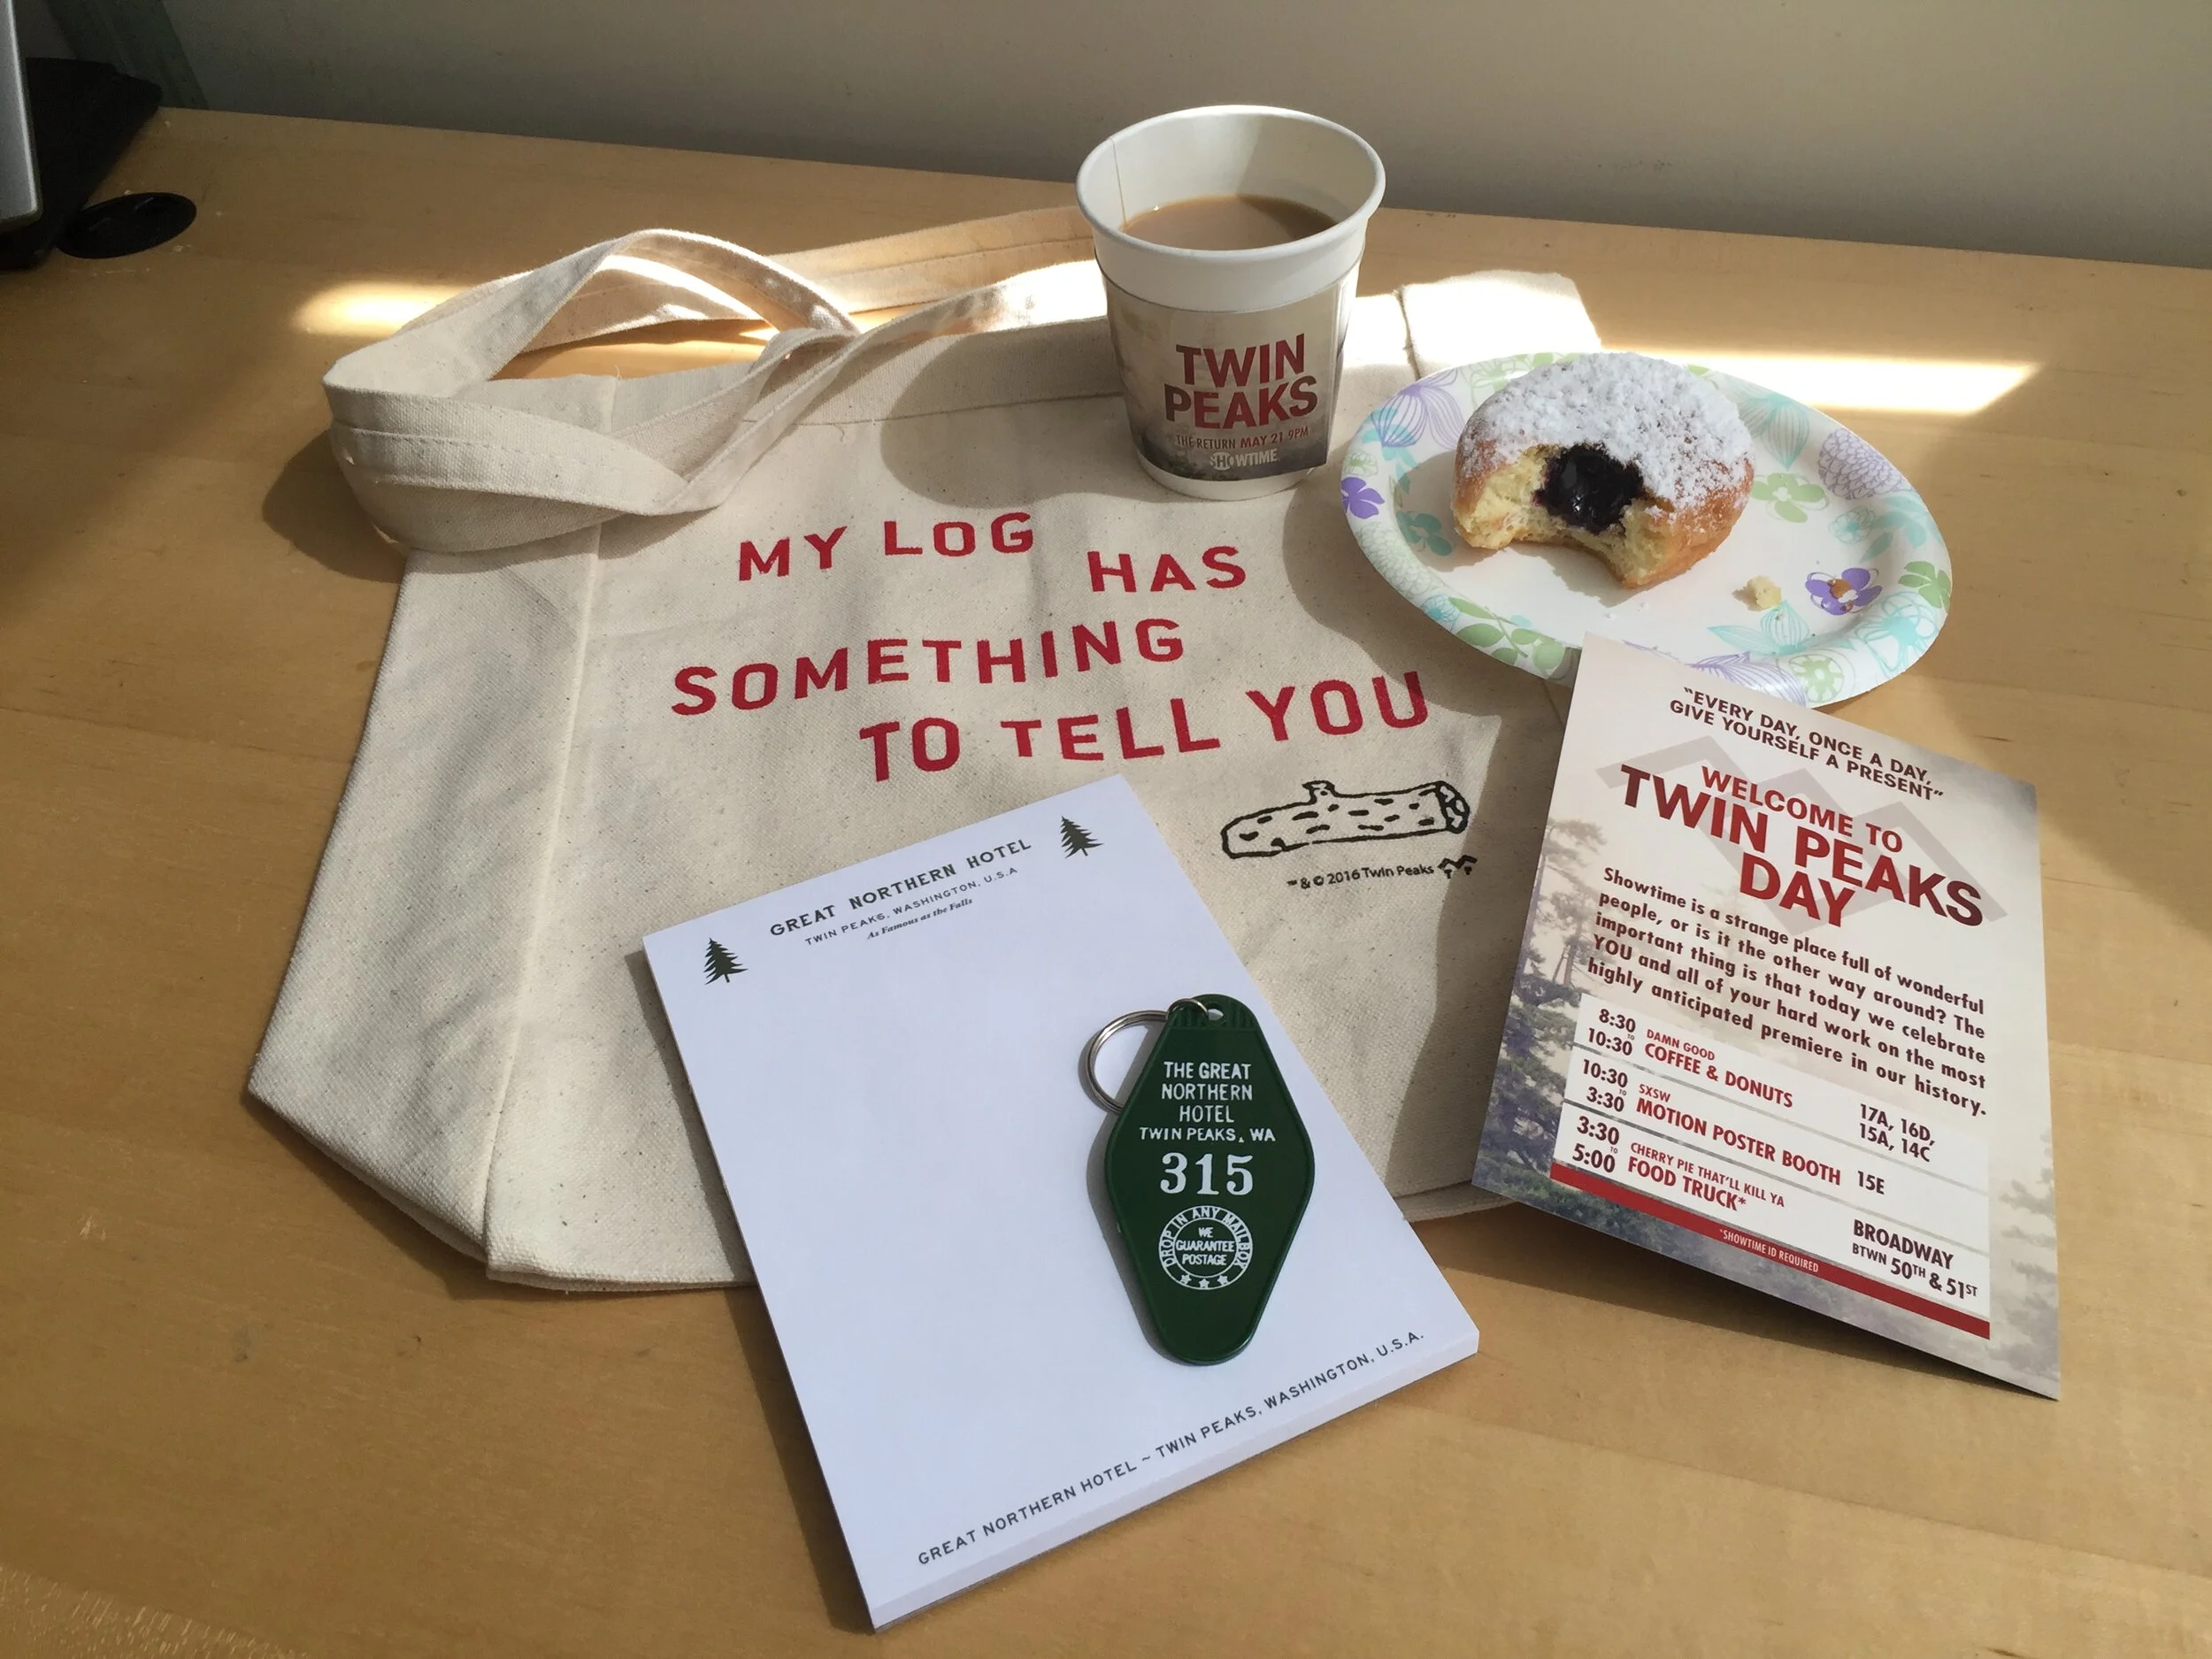 TWIN
PEAKS
THE RETURN MAY 21 9PM
SHOWTIME
MY LOG HAS
SOMETHING
TO TELL YOU
™ & © 2016 Twin Peaks
GREAT NORTHERN HOTEL
TWIN PEAKS, WASHINGTON, U.S.A
As Famous as the Falls
GREAT NORTHERN HOTEL ~ TWIN PEAKS, WASHINGTON, U.S.A.
THE GREAT
NORTHERN
HOTEL
TWIN PEAKS, WA
315
DROP IN ANY MAILBOX
WE
GUARANTEE
POSTAGE
"EVERY DAY, ONCE A DAY,
GIVE YOURSELF A PRESENT"
WELCOME TO
TWIN PEAKS
DAY
Showtime is a strange place full of wonderful
people, or is it the other way around? The
important thing is that today we celebrate
YOU and all of your hard work on the most
highly anticipated premiere in our history.
8:30 TO 10:30
DAMN GOOD
COFFEE & DONUTS
17A, 16D,
15A, 14C
10:30 TO 3:30
SXSW
MOTION POSTER BOOTH 15E
3:30 TO 5:00
CHERRY PIE THAT'LL KILL YA
FOOD TRUCK*
BROADWAY
BTWN 50TH & 51ST
*SHOWTIME ID REQUIRED